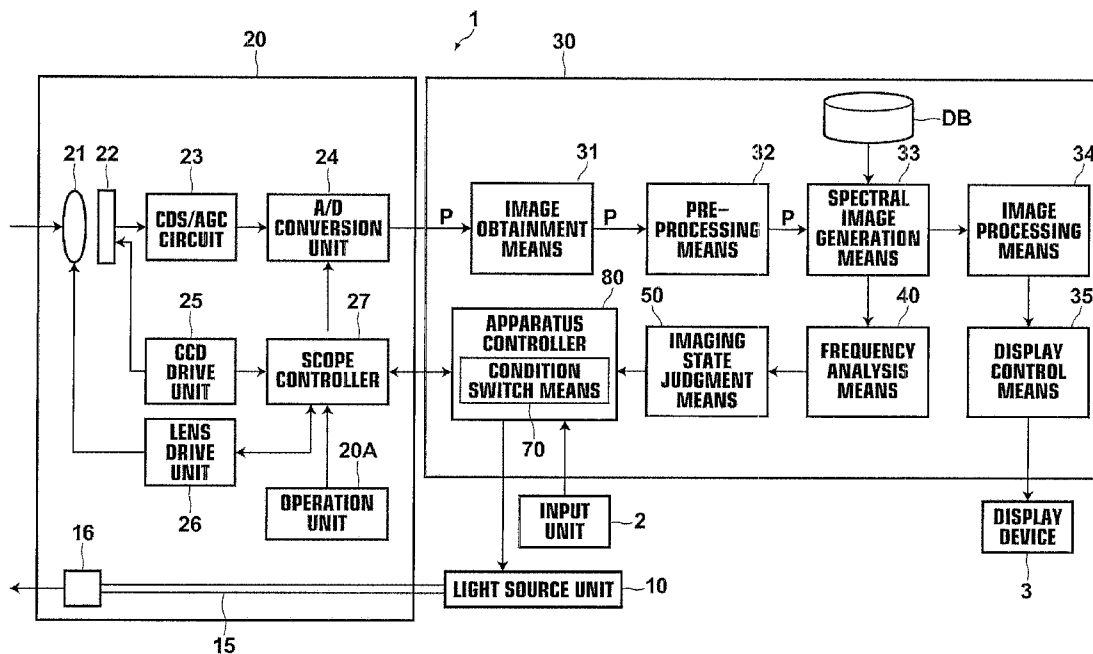 1
20
30
DB
21
22
23
24
31
32
33
34
CDS/AGC
CIRCUIT
A/D
CONVERSION
UNIT
P
IMAGE
OBTAINMENT
MEANS
P
PRE-
PROCESSING
MEANS
P
SPECTRAL
IMAGE
GENERATION
MEANS
IMAGE
PROCESSING
MEANS
25
27
80
50
40
35
CCD
DRIVE
UNIT
SCOPE
CONTROLLER
APPARATUS
CONTROLLER
CONDITION
SWITCH MEANS
70
IMAGING
STATE
JUDGMENT
MEANS
FREQUENCY
ANALYSIS
MEANS
DISPLAY
CONTROL
MEANS
LENS
DRIVE
UNIT
26
20A
OPERATION
UNIT
INPUT
UNIT
2
DISPLAY
DEVICE
3
16
15
LIGHT SOURCE UNIT
10